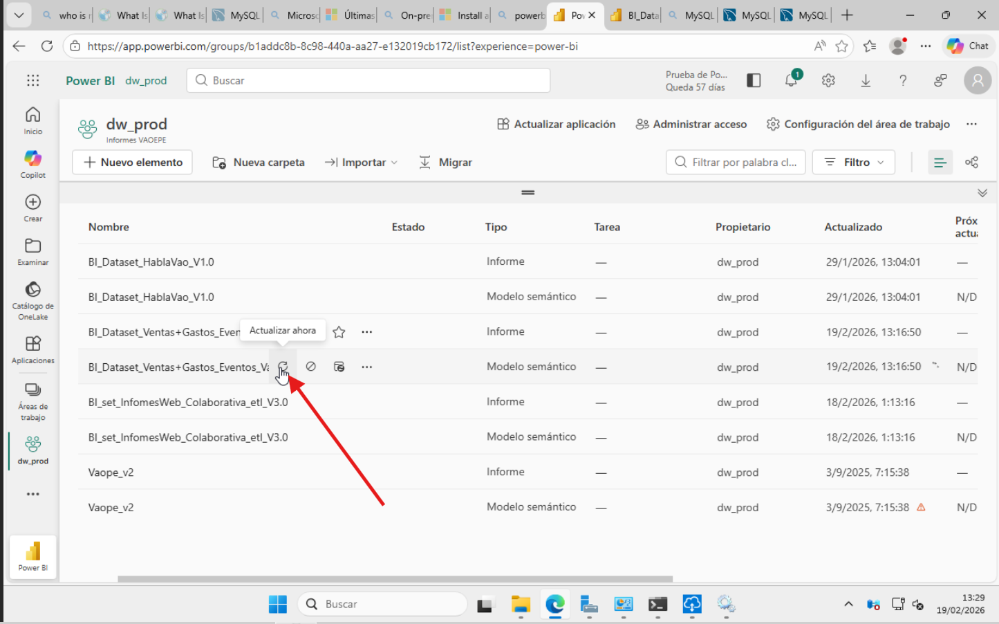 who is r
What Is
What Is
MySQL
Microsc
Últimas
On-pre
Install a
powerb
Pov
BI_Data
MySQL
MySQL
MySQL
https://app.powerbi.com/groups/b1addc8b-8c98-440a-aa27-e132019cb172/list?experience=power-bi
Chat
Power BI dw_prod
Buscar
Prueba de Po...
Queda 57 días
1
Inicio
Copilot
Crear
Examinar
Catálogo de
OneLake
Aplicaciones
Áreas de
trabajo
dw_prod
Power BI
dw_prod
Informes VAOEPE
Actualizar aplicación
Administrar acceso
Configuración del área de trabajo
Nuevo elemento
Nueva carpeta
Importar
Migrar
Filtrar por palabra cl...
Filtro
Nombre Estado Tipo Tarea Propietario Actualizado Próx
actu
BI_Dataset_HablaVao_V1.0 Informe — dw_prod 29/1/2026, 13:04:01 —
BI_Dataset_HablaVao_V1.0 Modelo semántico — dw_prod 29/1/2026, 13:04:01 N/D
Actualizar ahora
BI_Dataset_Ventas+Gastos_Even ... Informe — dw_prod 19/2/2026, 13:16:50 —
BI_Dataset_Ventas+Gastos_Eventos_Va ... Modelo semántico — dw_prod 19/2/2026, 13:16:50 N/D
BI_set_InfomesWeb_Colaborativa_etl_V3.0 Informe — dw_prod 18/2/2026, 1:13:16 —
BI_set_InfomesWeb_Colaborativa_etl_V3.0 Modelo semántico — dw_prod 18/2/2026, 1:13:16 N/D
Vaope_v2 Informe — dw_prod 3/9/2025, 7:15:38 —
Vaope_v2 Modelo semántico — dw_prod 3/9/2025, 7:15:38 N/D
Buscar
13:29
19/02/2026